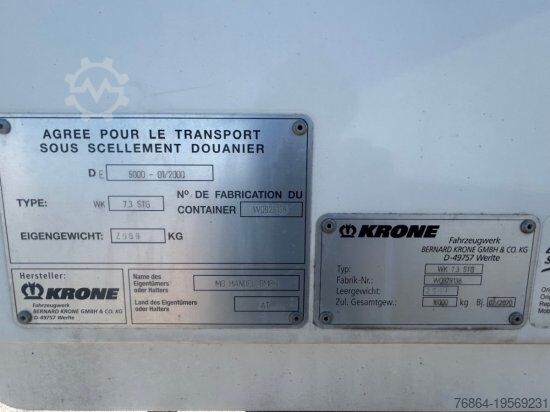 AGREE POUR LE TRANSPORT
SOUS SCELLEMENT DOUANIER
DE 5000 - 01/2000
TYPE: WK 7.3 STG
Nº DE FABRICATION DU
CONTAINER
EIGENGEWICHT: KG
Hersteller:
KRONE
Fahrzeugwerk
BERNARD KRONE GMBH & CO. KG
D-49757 Werlte
Name des
Eigentümers
oder Halters
Land des Eigentümers
oder Halters
AT
KRONE
Fahrzeugwerk
BERNARD KRONE GMBH & CO. KG
D-49757 Werlte
Typ: WK 7.3 STG
Fabrik-Nr.:
Leergewicht:
Zul. Gesamtgew.: 16000 kg Bj.
76864-19569231